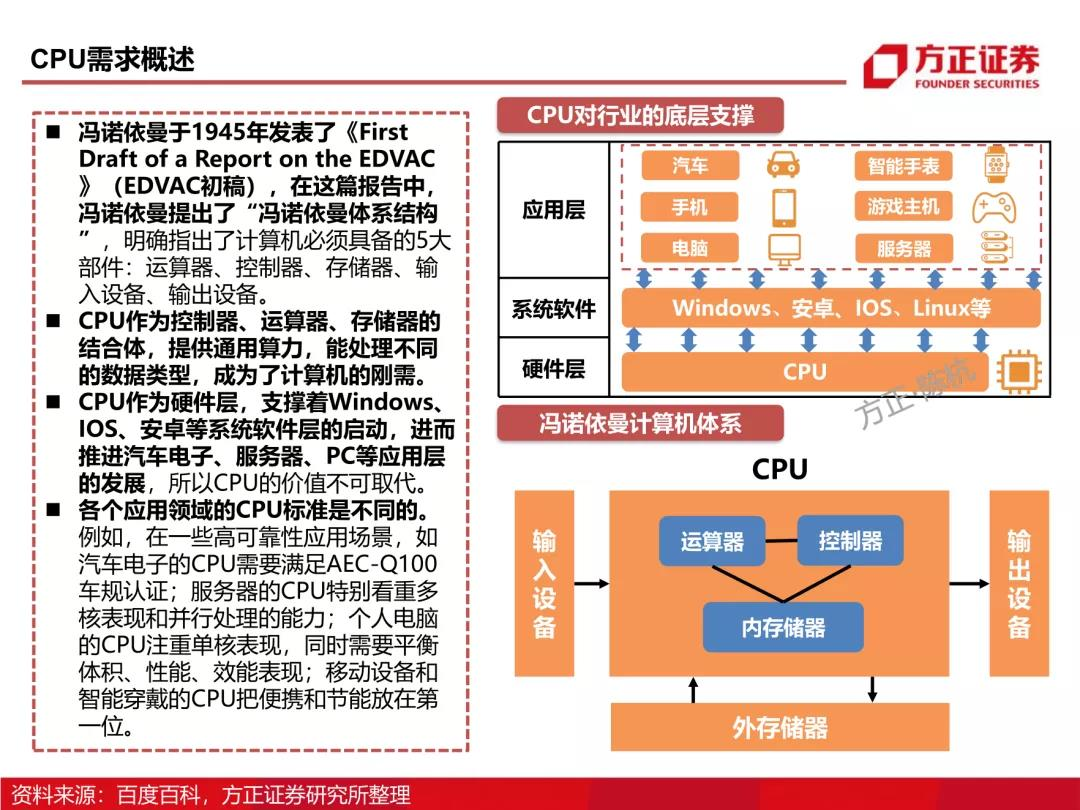 CPU需求概述
方正证券
FOUNDER SECURITIES
■ 冯诺依曼于1945年发表了《First
Draft of a Report on the EDVAC
》（EDVAC初稿），在这篇报告中，
冯诺依曼提出了“冯诺依曼体系结构
”，明确指出了计算机必须具备的5大
部件：运算器、控制器、存储器、输
入设备、输出设备。
■ CPU作为控制器、运算器、存储器的
结合体，提供通用算力，能处理不同
的数据类型，成为了计算机的刚需。
■ CPU作为硬件层，支撑着Windows、
IOS、安卓等系统软件层的启动，进而
推进汽车电子、服务器、PC等应用层
的发展，所以CPU的价值不可取代。
■ 各个应用领域的CPU标准是不同的。
例如，在一些高可靠性应用场景，如
汽车电子的CPU需要满足AEC-Q100
车规认证；服务器的CPU特别看重多
核表现和并行处理的能力；个人电脑
的CPU注重单核表现，同时需要平衡
体积、性能、效能表现；移动设备和
智能穿戴的CPU把便携和节能放在第
一位。
CPU对行业的底层支撑
应用层
汽车
智能手表
手机
游戏主机
电脑
服务器
系统软件
Windows、安卓、IOS、Linux等
硬件层
CPU
方正 陈杭
冯诺依曼计算机体系
CPU
输入设备
运算器
控制器
内存储器
输出设备
外存储器
资料来源：百度百科，方正证券研究所整理